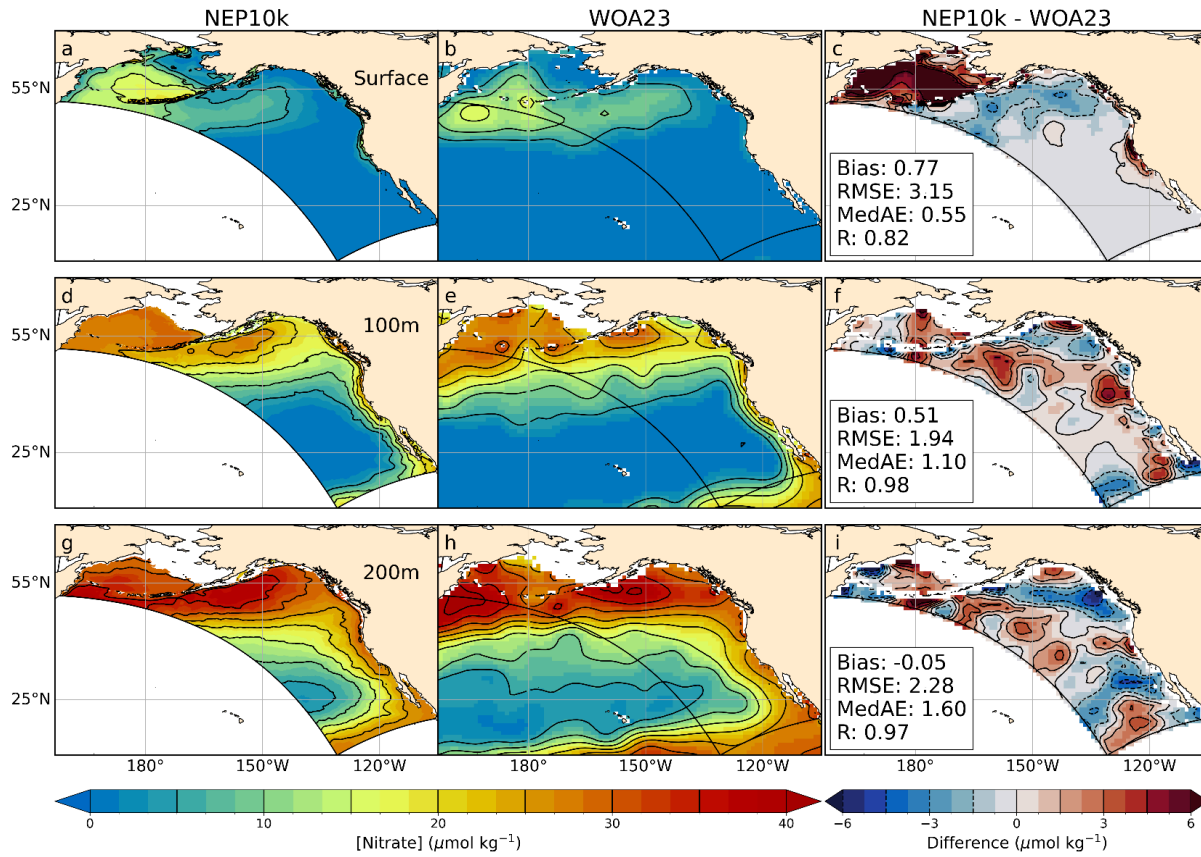 NEP10k WOA23 NEP10k - WOA23
a Surface b c
55°N
25°N
Bias: 0.77
RMSE: 3.15
MedAE: 0.55
R: 0.82
d 100m e f
55°N
25°N
Bias: 0.51
RMSE: 1.94
MedAE: 1.10
R: 0.98
g 200m h i
55°N
25°N
Bias: -0.05
RMSE: 2.28
MedAE: 1.60
R: 0.97
180° 150°W 120°W 180° 150°W 120°W 180° 150°W 120°W
0 10 20 30 40 −6 −3 0 3 6
[Nitrate] (μmol kg⁻¹) Difference (μmol kg⁻¹)